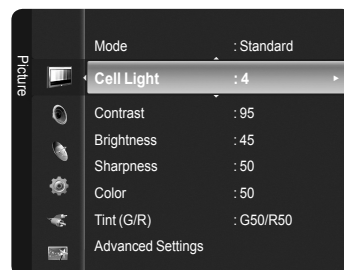 Picture
Mode : Standard
Cell Light : 4
Contrast : 95
Brightness : 45
Sharpness : 50
Color : 50
Tint (G/R) : G50/R50
Advanced Settings